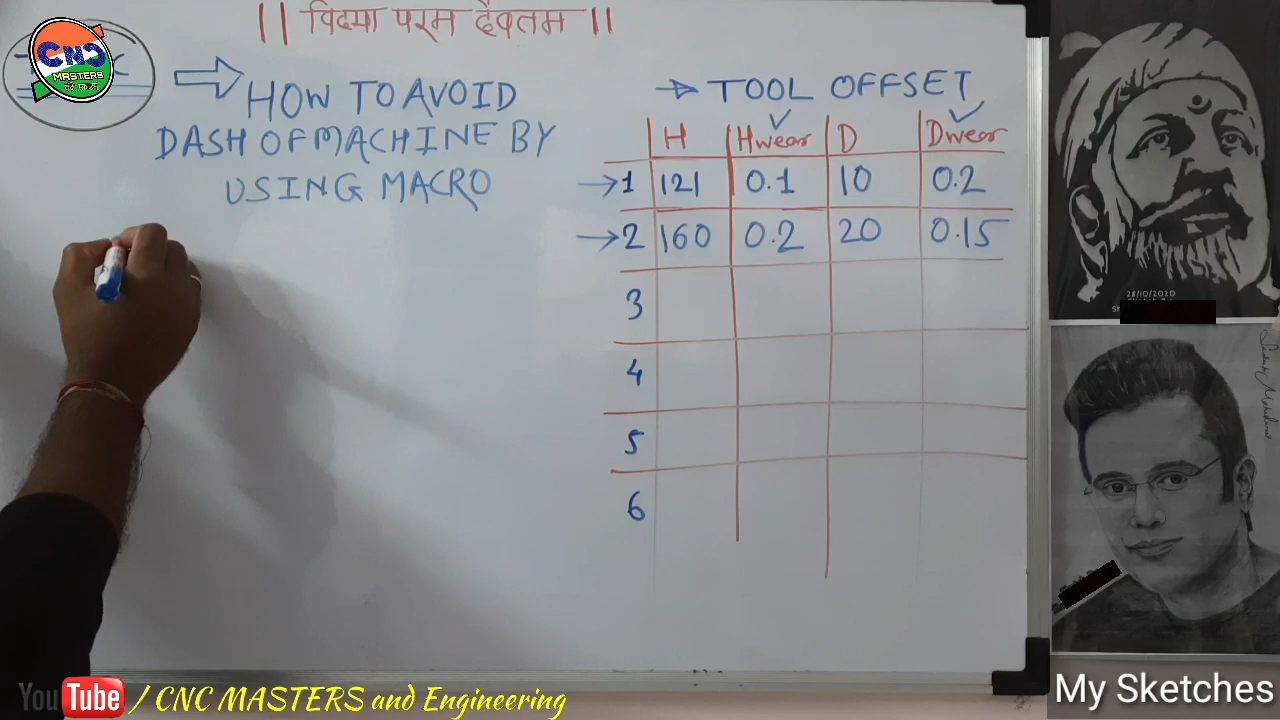 || विदया परम दैवतम ||
CNC
MASTERS
HOW TO AVOID
DASH OF MACHINE BY
USING MACRO
TOOL OFFSET
H Hwear D Dwear
1 121 0.1 10 0.2
2 160 0.2 20 0.15
3
4
5
6
28/10/2020
YouTube / CNC MASTERS and Engineering
My Sketches